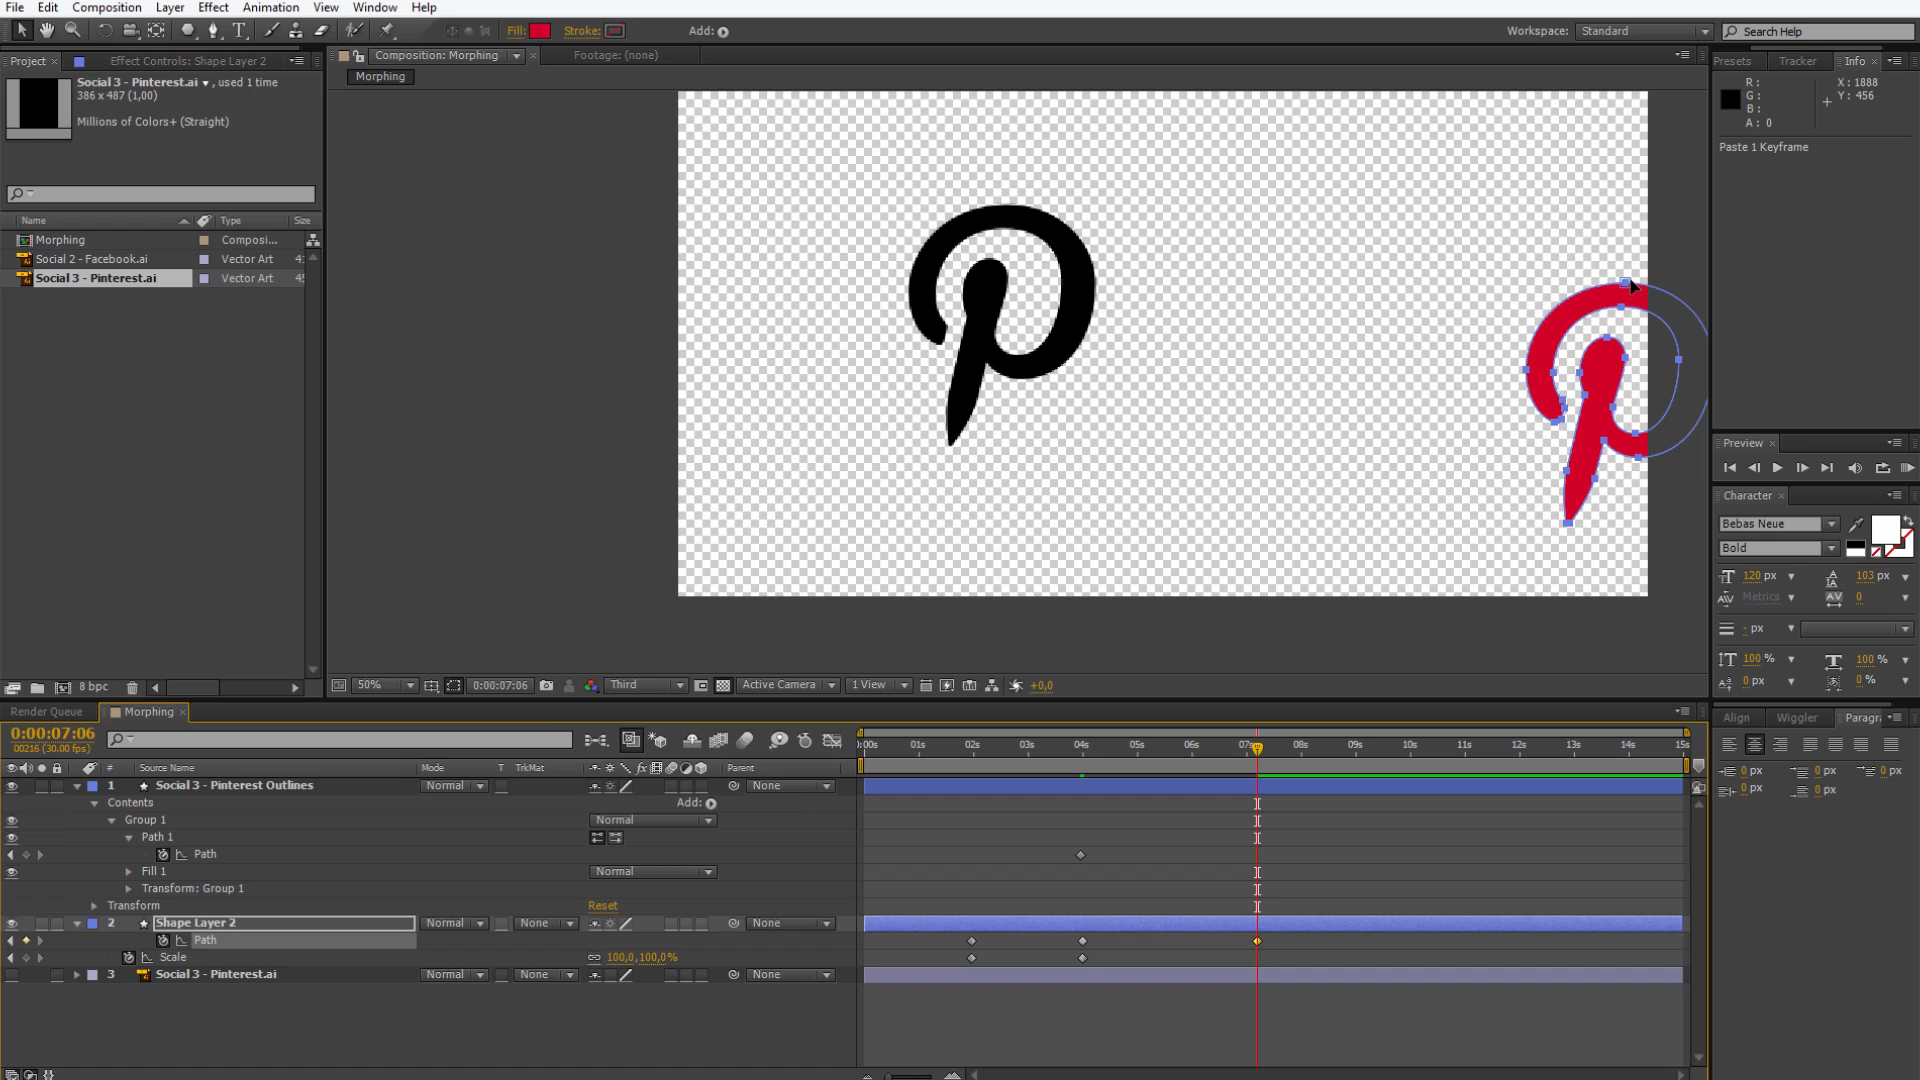 File Edit Composition Layer Effect Animation View Window Help
Fill: Stroke: Add: Workspace: Standard Search Help
Project Effect Controls: Shape Layer 2 Composition: Morphing Footage: (none) Presets Tracker Info
Morphing
Social 3 - Pinterest.ai , used 1 time
386 x 487 (1,00)
Millions of Colors+ (Straight)
R: X: 1888
G: Y: 456
B:
A: 0
Paste 1 Keyframe
Name Type Size
Morphing Composi...
Social 2 - Facebook.ai Vector Art
Social 3 - Pinterest.ai Vector Art
Preview
Character
Bebas Neue
Bold
120 px 103 px
Metrics 0
- px
100 % 100 %
0 px 0 %
8 bpc 50% 0:00:07:06 Third Active Camera 1 View +0,0
Render Queue Morphing Align Wiggler Paragr
0:00:07:06
00216 (30.00 fps)
0:00s 01s 02s 03s 04s 05s 06s 07s 08s 09s 10s 11s 12s 13s 14s 15s
# Source Name Mode T TrkMat Parent
1 Social 3 - Pinterest Outlines Normal None
Contents Add:
Group 1 Normal
Path 1
Path
Fill 1 Normal
Transform: Group 1
Transform Reset
2 Shape Layer 2 Normal None None
Path
Scale 100,0,100,0%
3 Social 3 - Pinterest.ai Normal None None
0 px 0 px 0 px
0 px 0 px